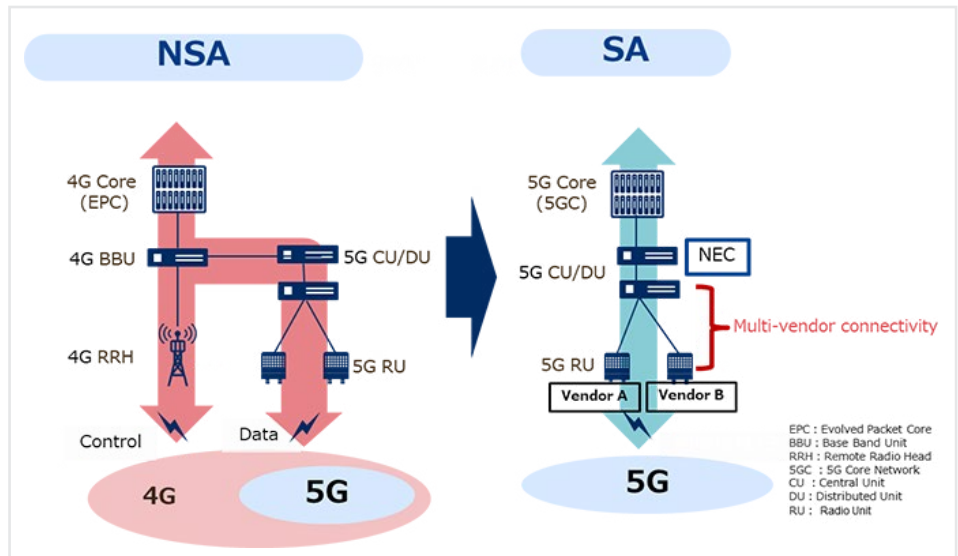 NSA
4G Core
(EPC)
4G BBU
5G CU/DU
4G RRH
5G RU
Control
Data
4G
5G
SA
5G Core
(5GC)
NEC
5G CU/DU
Multi-vendor connectivity
5G RU
Vendor A
Vendor B
5G
EPC : Evolved Packet Core
BBU : Base Band Unit
RRH : Remote Radio Head
5GC : 5G Core Network
CU : Central Unit
DU : Distributed Unit
RU : Radio Unit